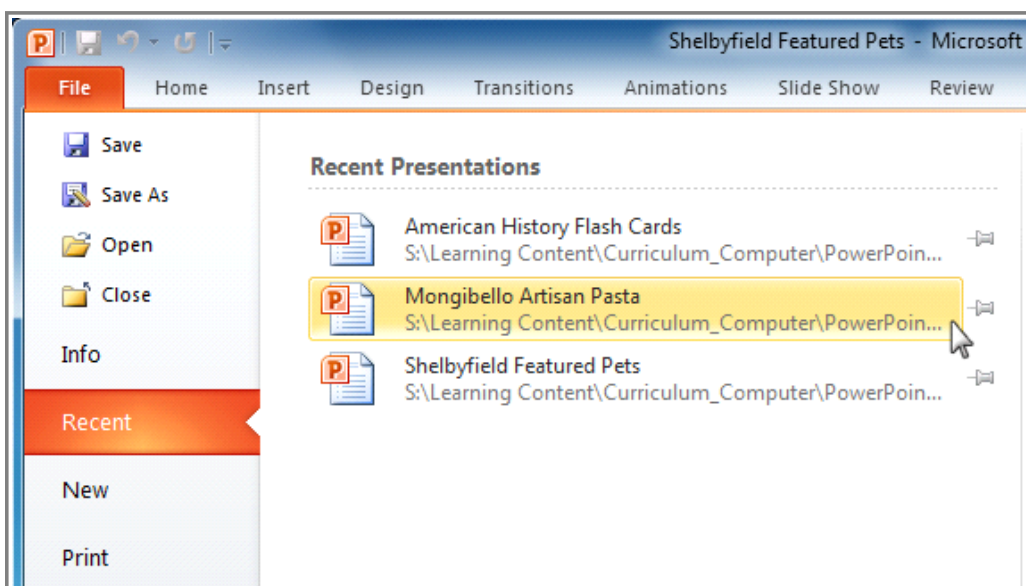 Shelbyfield Featured Pets - Microsoft
File Home Insert Design Transitions Animations Slide Show Review
Save
Save As
Open
Close
Info
Recent
New
Print
Recent Presentations
American History Flash Cards
S:\Learning Content\Curriculum_Computer\PowerPoin...
Mongibello Artisan Pasta
S:\Learning Content\Curriculum_Computer\PowerPoin...
Shelbyfield Featured Pets
S:\Learning Content\Curriculum_Computer\PowerPoin...